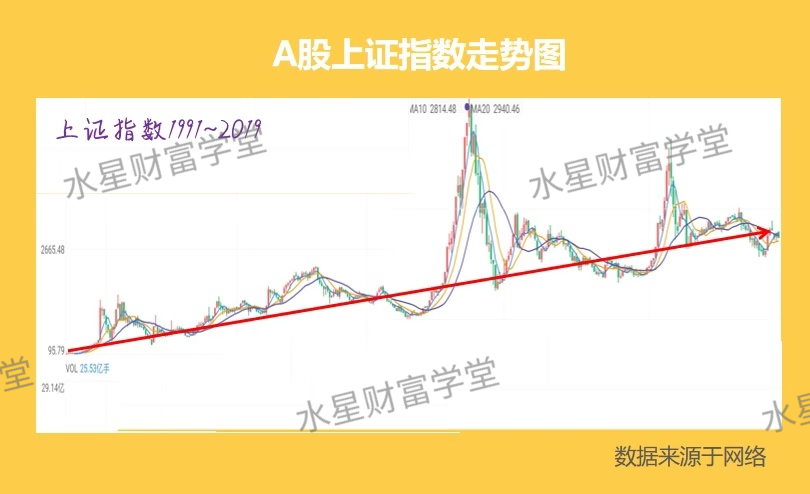 A股上证指数走势图
MA10 2814.48 MA20 2940.46
上证指数1991~2019
水星财富学堂
水星财富学堂
2665.48
95.79
VOL 25.53亿手
29.14亿
学堂
水星财富学堂
水星
数据来源于网络